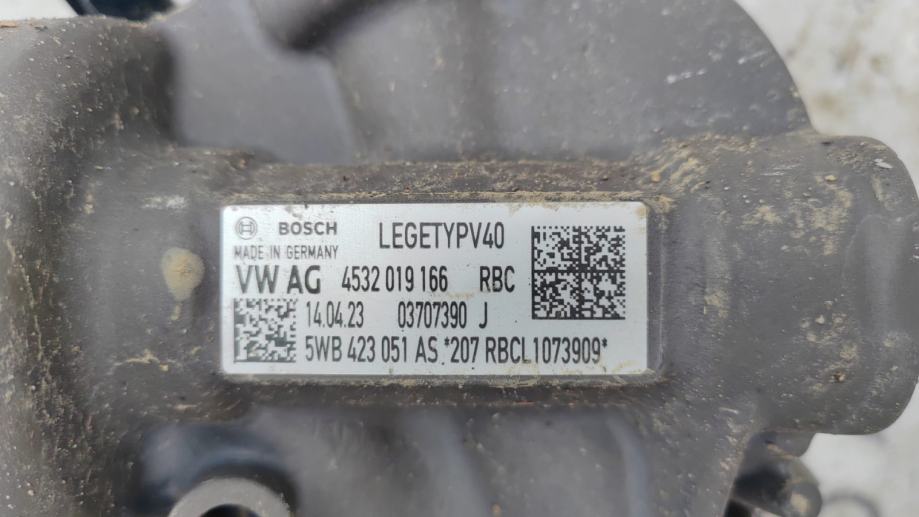 BOSCH LEGETYPV40
MADE IN GERMANY
VW AG 4532 019 166 RBC
14.04.23 03707390 J
5WB 423 051 AS *207 RBCL1073909*